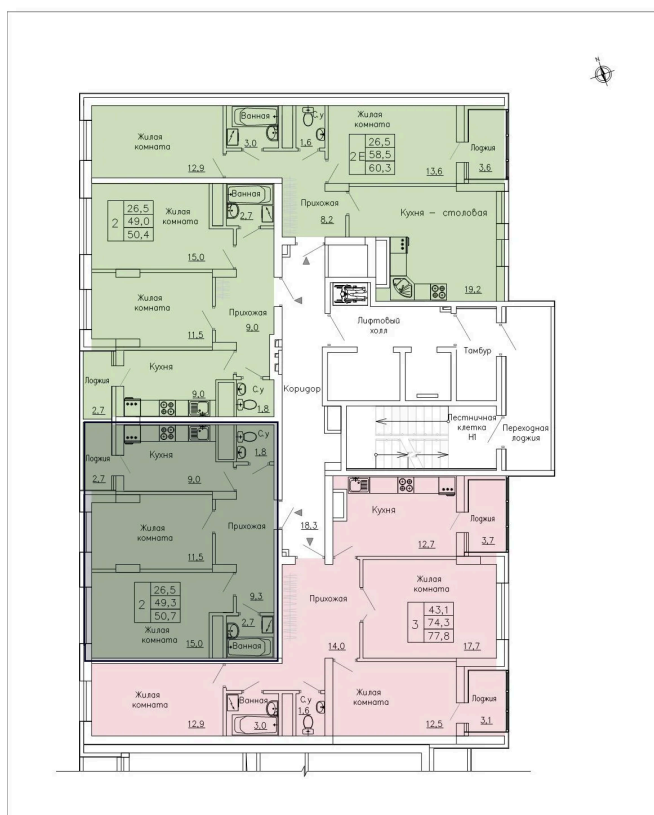 N
Ванная
3,0
С.у
1,6
Жилая
комната
12,9
Жилая
комната
13,6
2Е
26,5
58,5
60,3
Лоджия
3,6
Прихожая
8,2
Кухня – столовая
19,2
2
26,5
49,0
50,4
Жилая
комната
15,0
Ванная
2,7
Жилая
комната
11,5
Прихожая
9,0
Лифтовый
холл
Тамбур
Кухня
9,0
Лоджия
2,7
С.у
1,8
Коридор
Лестничная
клетка
Н1
Переходная
лоджия
Лоджия
2,7
Кухня
9,0
С.у
1,8
18,3
Кухня
12,7
Лоджия
3,7
Жилая
комната
11,5
Прихожая
9,3
2
26,5
49,3
50,7
Жилая
комната
15,0
2,7
Ванная
Прихожая
14,0
Жилая
комната
17,7
3
43,1
74,3
77,8
Жилая
комната
12,9
Ванная
3,0
С.у
1,6
Жилая
комната
12,5
Лоджия
3,1